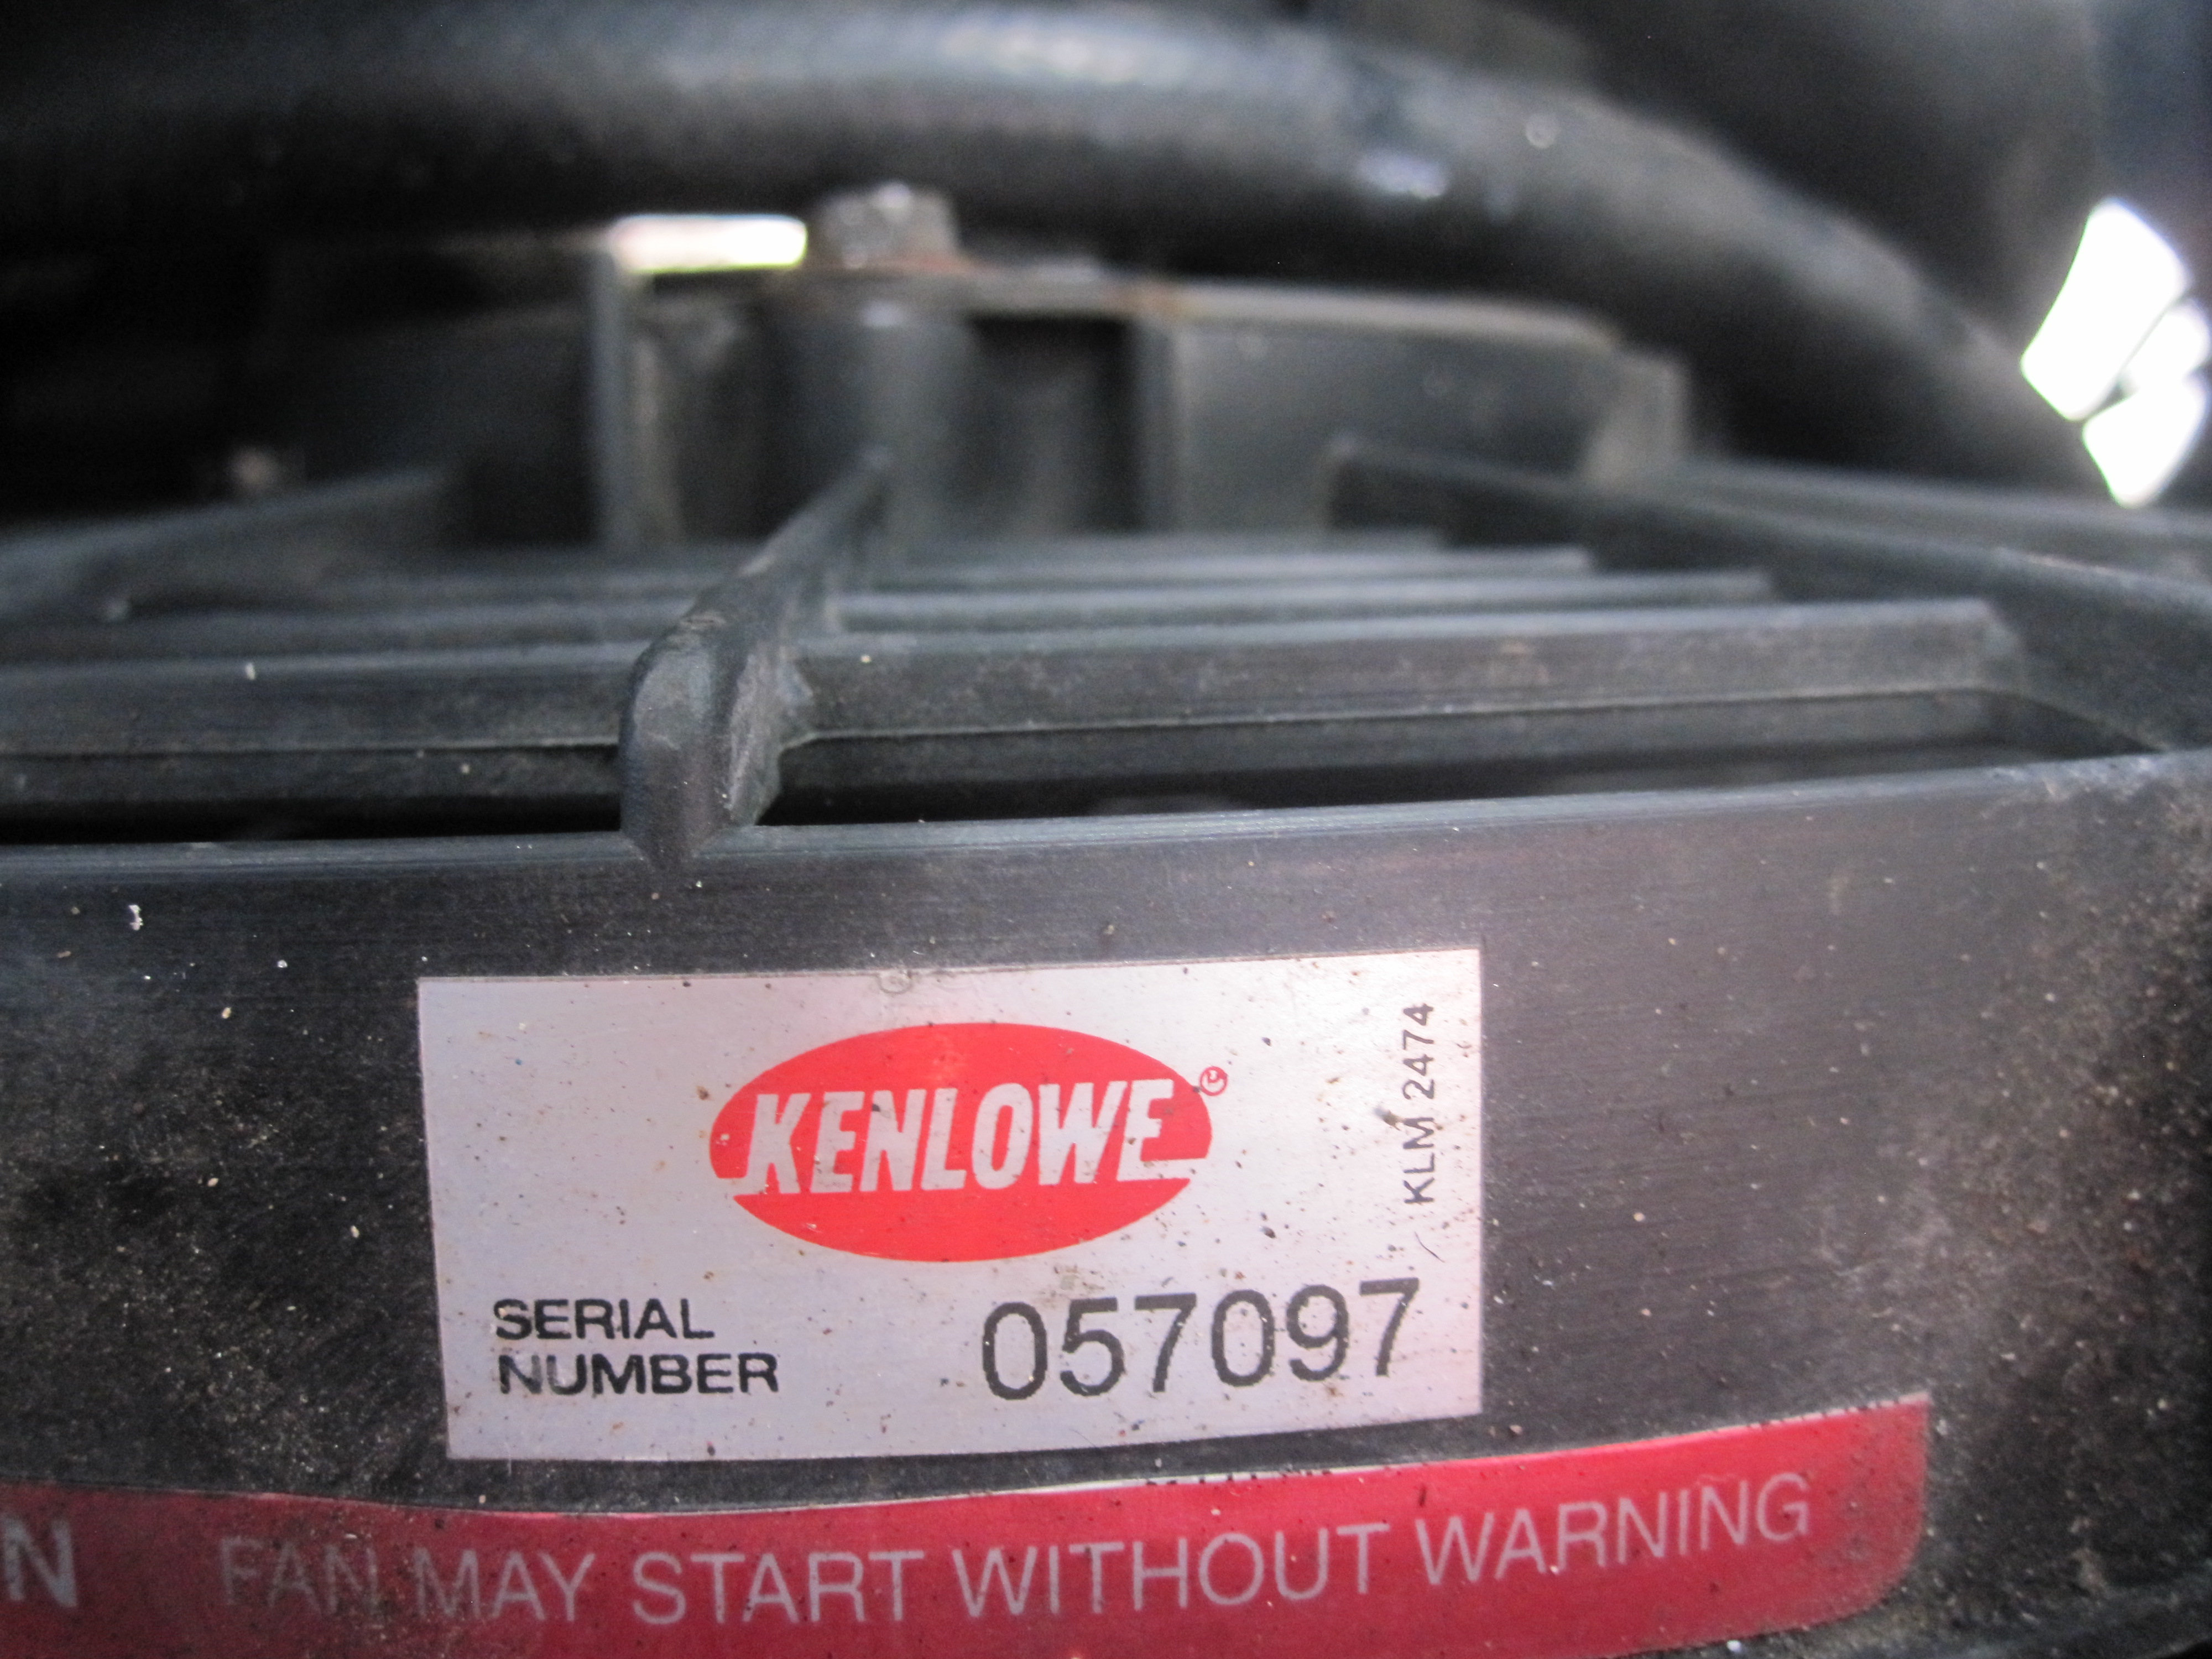 KENLOWE®
KLM 2474
SERIAL
NUMBER
057097
N FAN MAY START WITHOUT WARNING